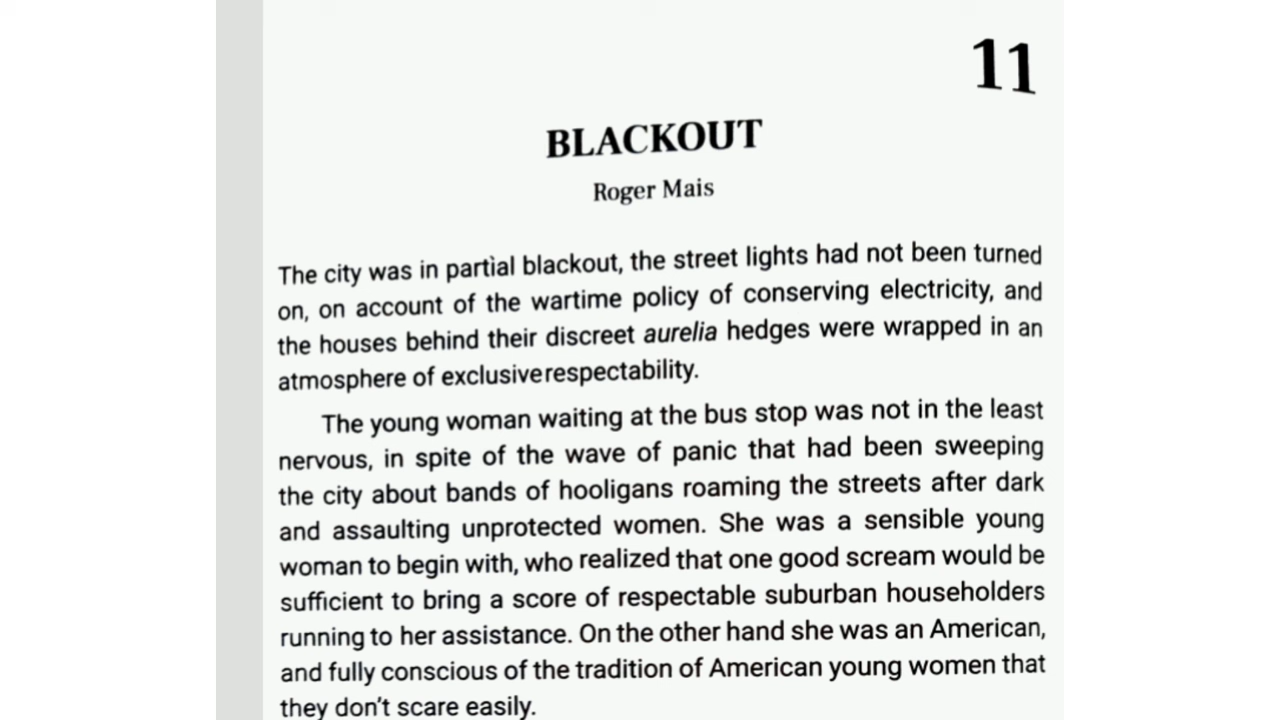 11
BLACKOUT
Roger Mais
The city was in partial blackout, the street lights had not been turned
on, on account of the wartime policy of conserving electricity, and
the houses behind their discreet aurelia hedges were wrapped in an
atmosphere of exclusive respectability.
The young woman waiting at the bus stop was not in the least
nervous, in spite of the wave of panic that had been sweeping
the city about bands of hooligans roaming the streets after dark
and assaulting unprotected women. She was a sensible young
woman to begin with, who realized that one good scream would be
sufficient to bring a score of respectable suburban householders
running to her assistance. On the other hand she was an American,
and fully conscious of the tradition of American young women that
they don't scare easily.